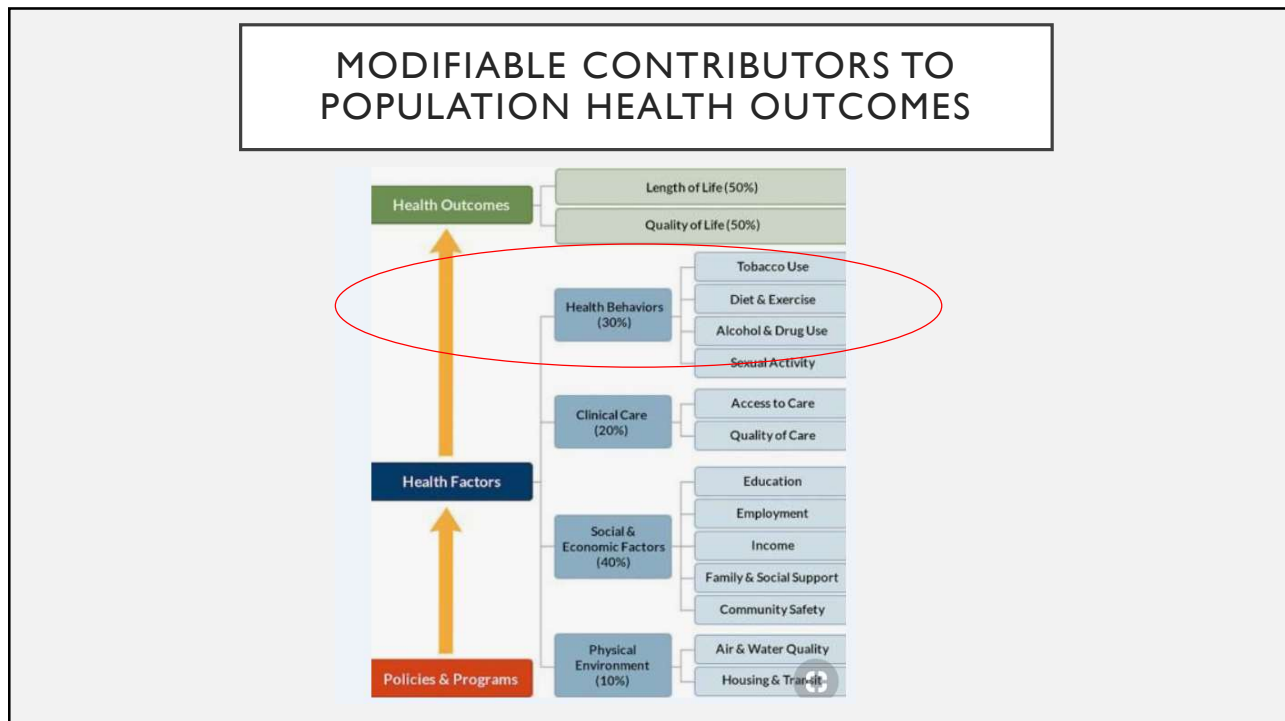 MODIFIABLE CONTRIBUTORS TO
POPULATION HEALTH OUTCOMES
Health Outcomes
Length of Life (50%)
Quality of Life (50%)
Health Behaviors
(30%)
Tobacco Use
Diet & Exercise
Alcohol & Drug Use
Sexual Activity
Clinical Care
(20%)
Access to Care
Quality of Care
Health Factors
Social &
Economic Factors
(40%)
Education
Employment
Income
Family & Social Support
Community Safety
Physical
Environment
(10%)
Air & Water Quality
Housing & Transit
Policies & Programs